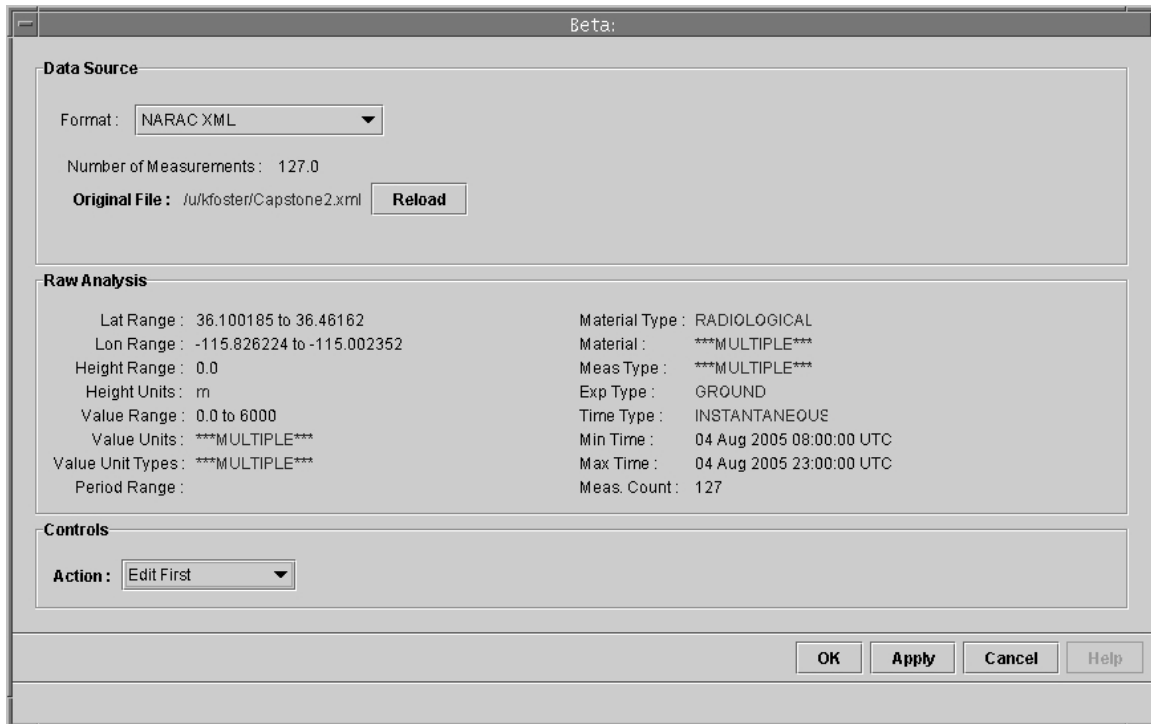 Beta:
Data Source
Format : NARAC XML
Number of Measurements : 127.0
Original File : /u/kfoster/Capstone2.xml Reload
Raw Analysis
Lat Range : 36.100185 to 36.46162
Lon Range : -115.826224 to -115.002352
Height Range : 0.0
Height Units : m
Value Range : 0.0 to 6000
Value Units : ***MULTIPLE***
Value Unit Types : ***MULTIPLE***
Period Range :
Material Type : RADIOLOGICAL
Material : ***MULTIPLE***
Meas Type : ***MULTIPLE***
Exp Type : GROUND
Time Type : INSTANTANEOUS
Min Time : 04 Aug 2005 08:00:00 UTC
Max Time : 04 Aug 2005 23:00:00 UTC
Meas. Count : 127
Controls
Action : Edit First
OK Apply Cancel Help